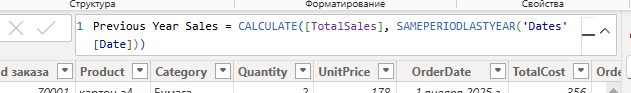 Структура
Форматирование
Свойства
1 Previous Year Sales = CALCULATE([TotalSales], SAMEPERIODLASTYEAR('Dates'
[Date]))
d заказа Product Category Quantity UnitPrice OrderDate TotalCost Orde
70001 картон а4 Бумага 2 178 1 января 2025 г. 356